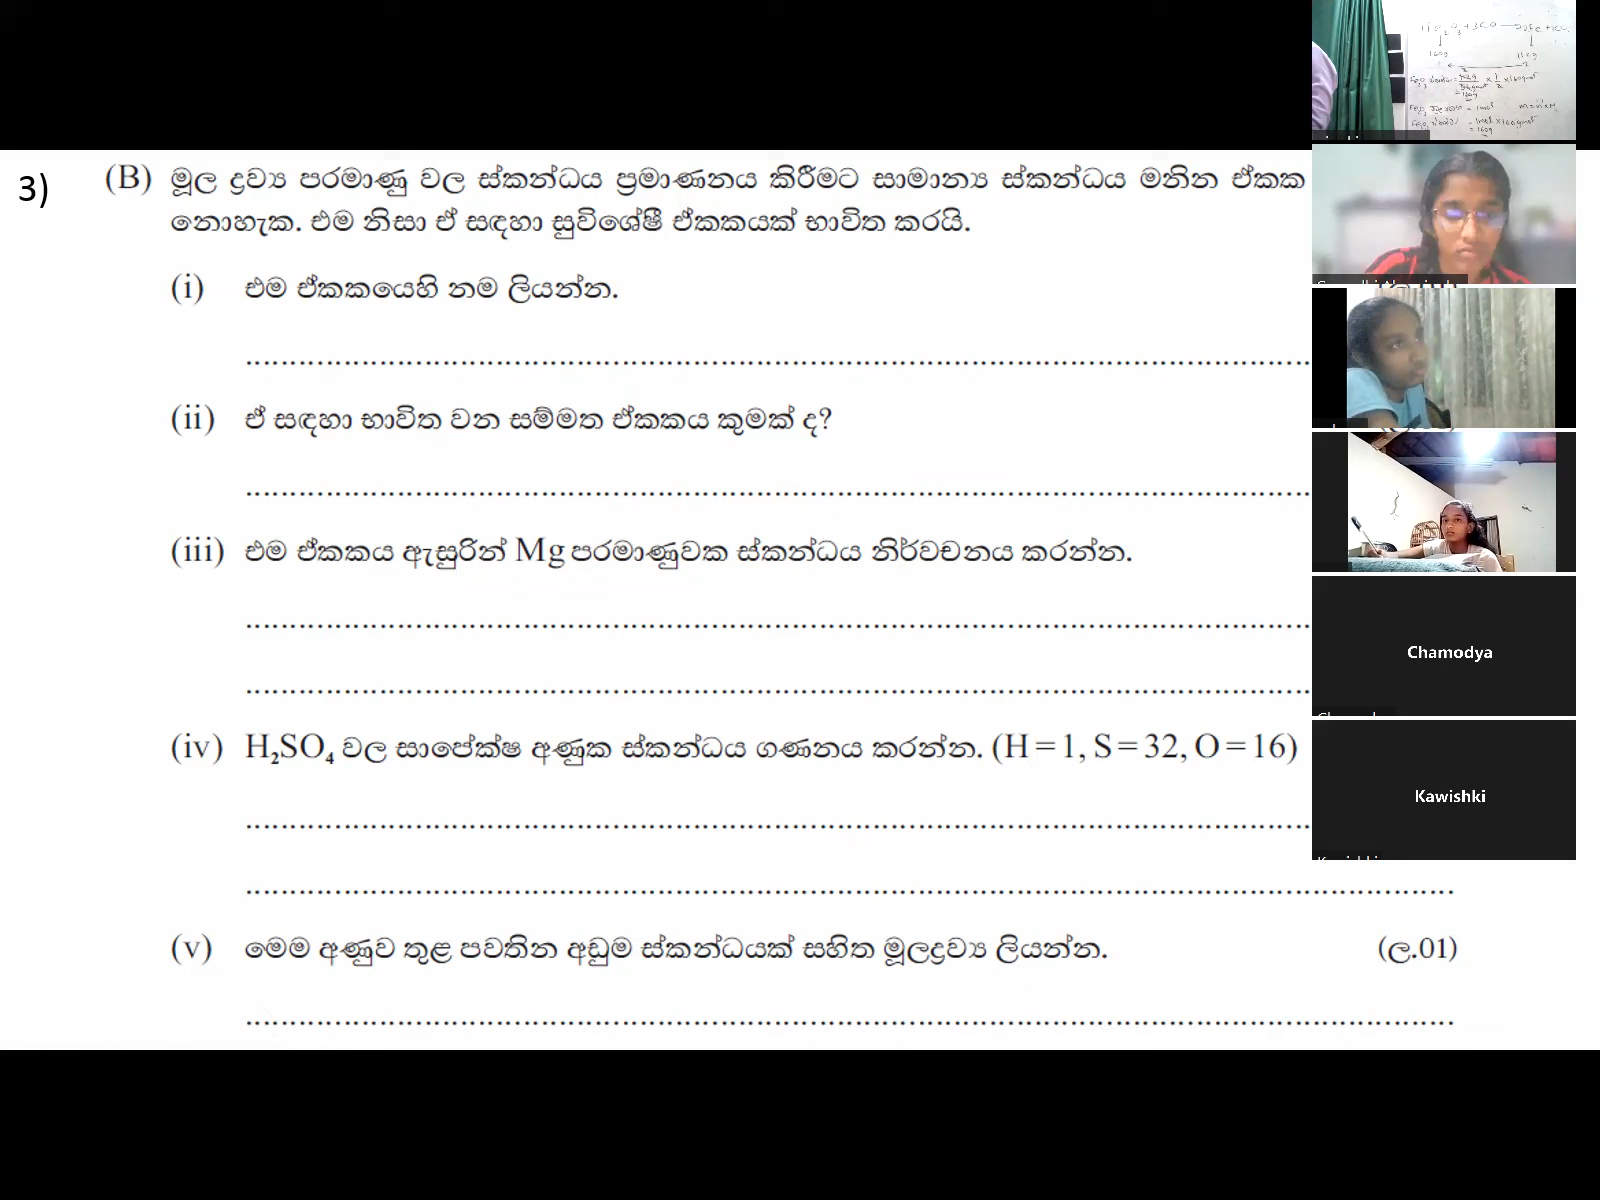 3)
(B) මූල ද්‍රව්‍ය පරමාණු වල ස්කන්ධය ප්‍රමාණනය කිරීමට සාමාන්‍ය ස්කන්ධය මනින ඒකක
නොහැක. එම නිසා ඒ සඳහා සුවිශේෂී ඒකකයක් භාවිත කරයි.
(i) එම ඒකකයෙහි නම ලියන්න.
(ii) ඒ සඳහා භාවිත වන සම්මත ඒකකය කුමක් ද?
(iii) එම ඒකකය ඇසුරින් Mg පරමාණුවක ස්කන්ධය නිර්වචනය කරන්න.
(iv) H₂SO₄ වල සාපේක්ෂ අණුක ස්කන්ධය ගණනය කරන්න. (H = 1, S = 32, O = 16)
(v) මෙම අණුව තුළ පවතින අඩුම ස්කන්ධයක් සහිත මූලද්‍රව්‍ය ලියන්න. (ල.01)
Chamodya
Kawishki